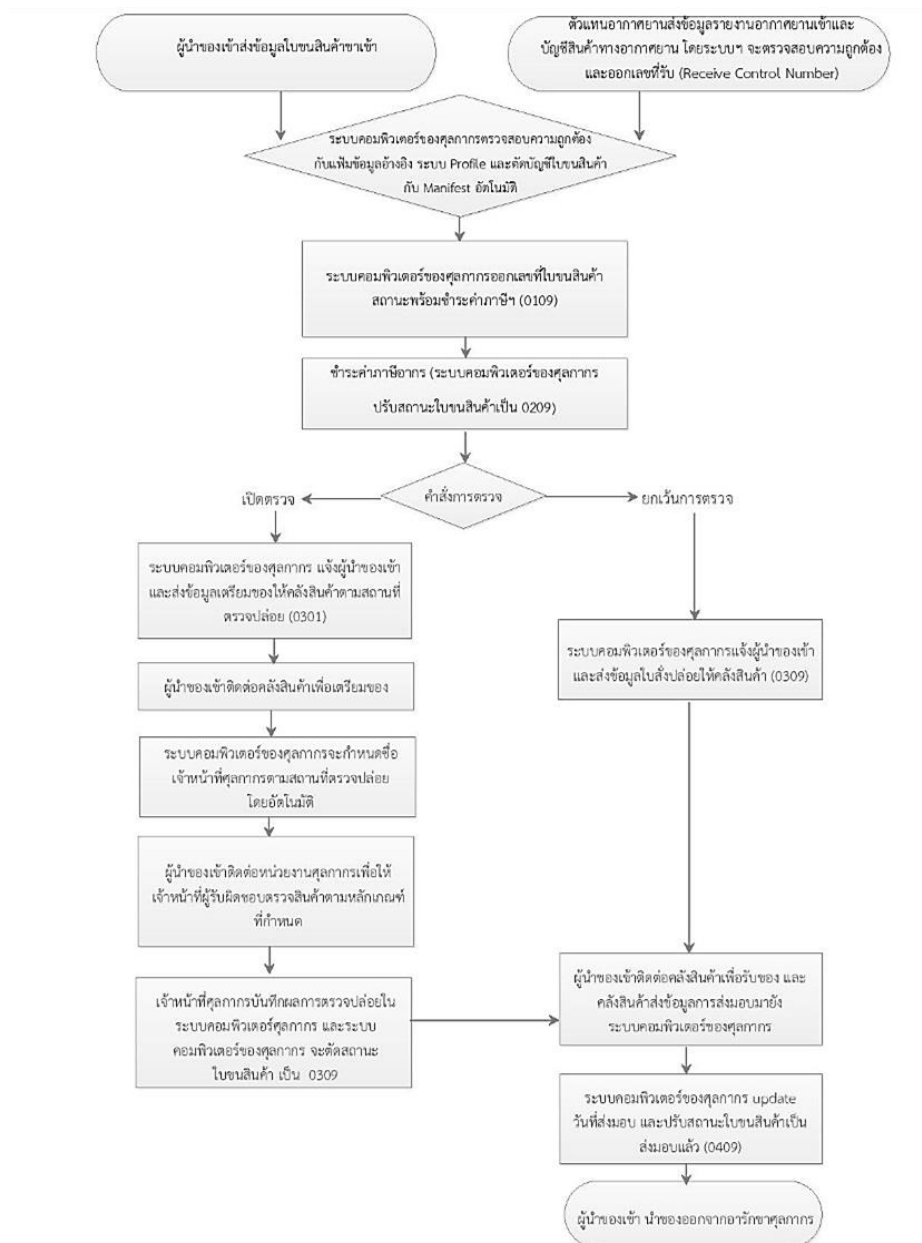 ผู้นำของเข้าส่งข้อมูลใบขนสินค้าขาเข้า
ตัวแทนอากาศยานส่งข้อมูลรายงานอากาศยานเข้าและ
บัญชีสินค้าทางอากาศยาน โดยระบบฯ จะตรวจสอบความถูกต้อง
และออกเลขที่รับ (Receive Control Number)
ระบบคอมพิวเตอร์ของศุลกากรตรวจสอบความถูกต้อง
กับแฟ้มข้อมูลอ้างอิง ระบบ Profile และตัดบัญชีใบขนสินค้า
กับ Manifest อัตโนมัติ
ระบบคอมพิวเตอร์ของศุลกากรออกเลขที่ใบขนสินค้า
สถานะพร้อมชำระค่าภาษีฯ (0109)
ชำระค่าภาษีอากร (ระบบคอมพิวเตอร์ของศุลกากร
ปรับสถานะใบขนสินค้าเป็น 0209)
คำสั่งการตรวจ
เปิดตรวจ
ยกเว้นการตรวจ
ระบบคอมพิวเตอร์ของศุลกากร แจ้งผู้นำของเข้า
และส่งข้อมูลเตรียมของให้คลังสินค้าตามสถานที่
ตรวจปล่อย (0301)
ผู้นำของเข้าติดต่อคลังสินค้าเพื่อเตรียมของ
ระบบคอมพิวเตอร์ของศุลกากรจะกำหนดชื่อ
เจ้าหน้าที่ศุลกากรตามสถานที่ตรวจปล่อย
โดยอัตโนมัติ
ผู้นำของเข้าติดต่อหน่วยงานศุลกากรเพื่อให้
เจ้าหน้าที่ผู้รับผิดชอบตรวจสินค้าตามหลักเกณฑ์
ที่กำหนด
เจ้าหน้าที่ศุลกากรบันทึกผลการตรวจปล่อยใน
ระบบคอมพิวเตอร์ศุลกากร และระบบ
คอมพิวเตอร์ของศุลกากร จะตัดสถานะ
ใบขนสินค้า เป็น 0309
ระบบคอมพิวเตอร์ของศุลกากรแจ้งผู้นำของเข้า
และส่งข้อมูลใบสั่งปล่อยให้คลังสินค้า (0309)
ผู้นำของเข้าติดต่อคลังสินค้าเพื่อรับของ และ
คลังสินค้าส่งข้อมูลการส่งมอบมายัง
ระบบคอมพิวเตอร์ของศุลกากร
ระบบคอมพิวเตอร์ของศุลกากร update
วันที่ส่งมอบ และปรับสถานะใบขนสินค้าเป็น
ส่งมอบแล้ว (0409)
ผู้นำของเข้า นำของออกจากอารักขาศุลกากร